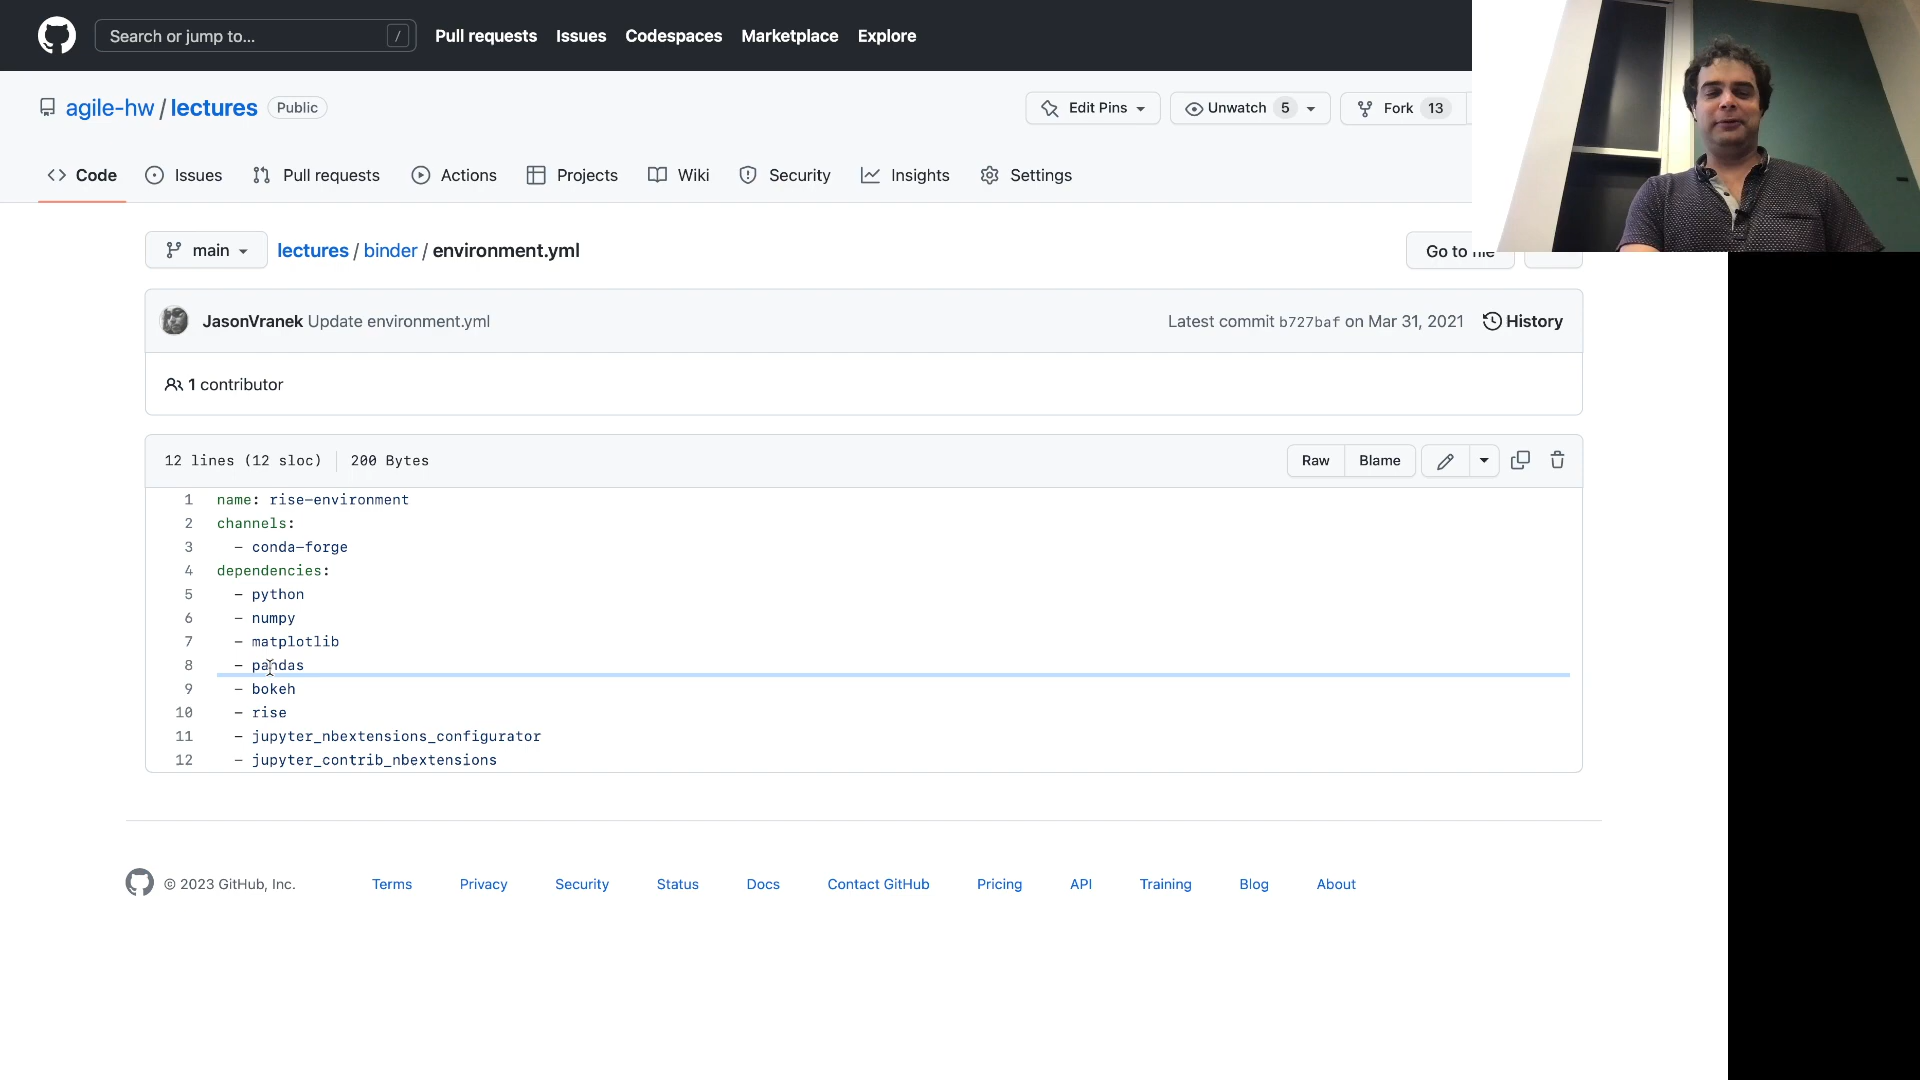 Search or jump to... /
Pull requests Issues Codespaces Marketplace Explore
agile-hw / lectures Public
Edit Pins Unwatch 5 Fork 13
Code Issues Pull requests Actions Projects Wiki Security Insights Settings
main lectures / binder / environment.yml
Go to file
JasonVranek Update environment.yml
Latest commit b727baf on Mar 31, 2021 History
1 contributor
12 lines (12 sloc) 200 Bytes
Raw Blame
1 name: rise-environment
2 channels:
3 - conda-forge
4 dependencies:
5 - python
6 - numpy
7 - matplotlib
8 - pandas
9 - bokeh
10 - rise
11 - jupyter_nbextensions_configurator
12 - jupyter_contrib_nbextensions
© 2023 GitHub, Inc. Terms Privacy Security Status Docs Contact GitHub Pricing API Training Blog About